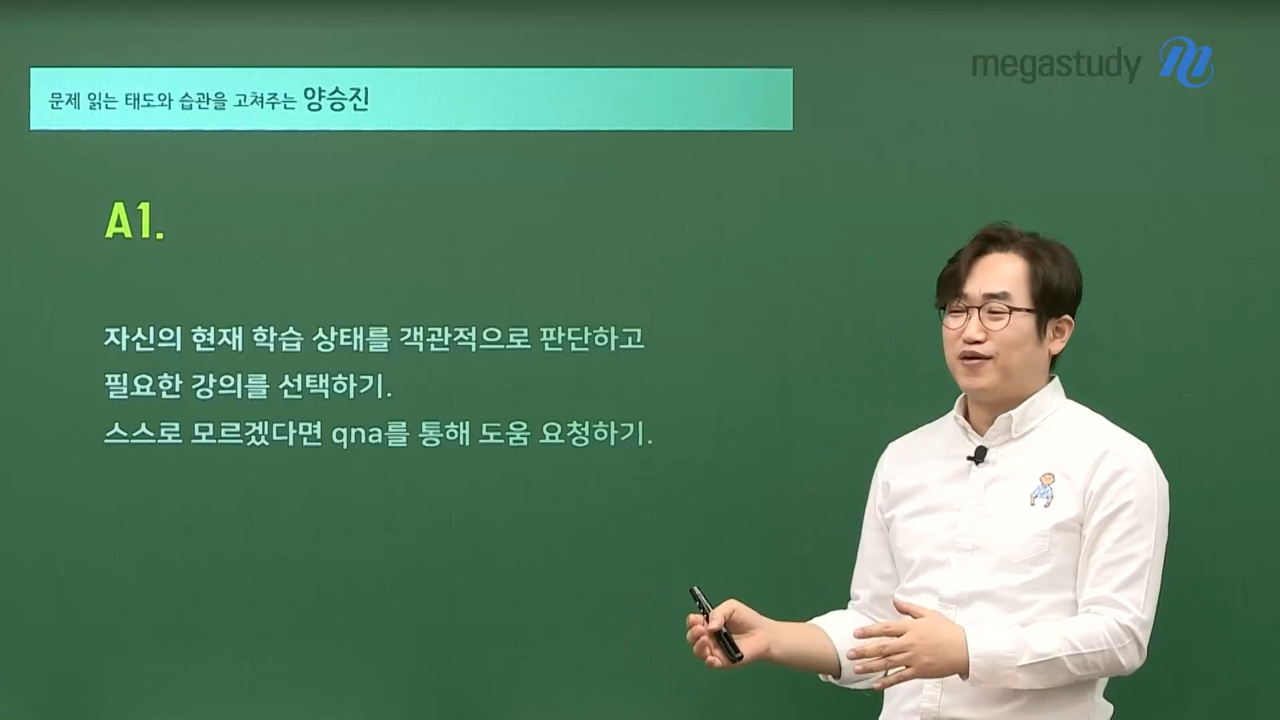 megastudy
문제 읽는 태도와 습관을 고쳐주는 양승진
A1.
자신의 현재 학습 상태를 객관적으로 판단하고
필요한 강의를 선택하기.
스스로 모르겠다면 qna를 통해 도움 요청하기.